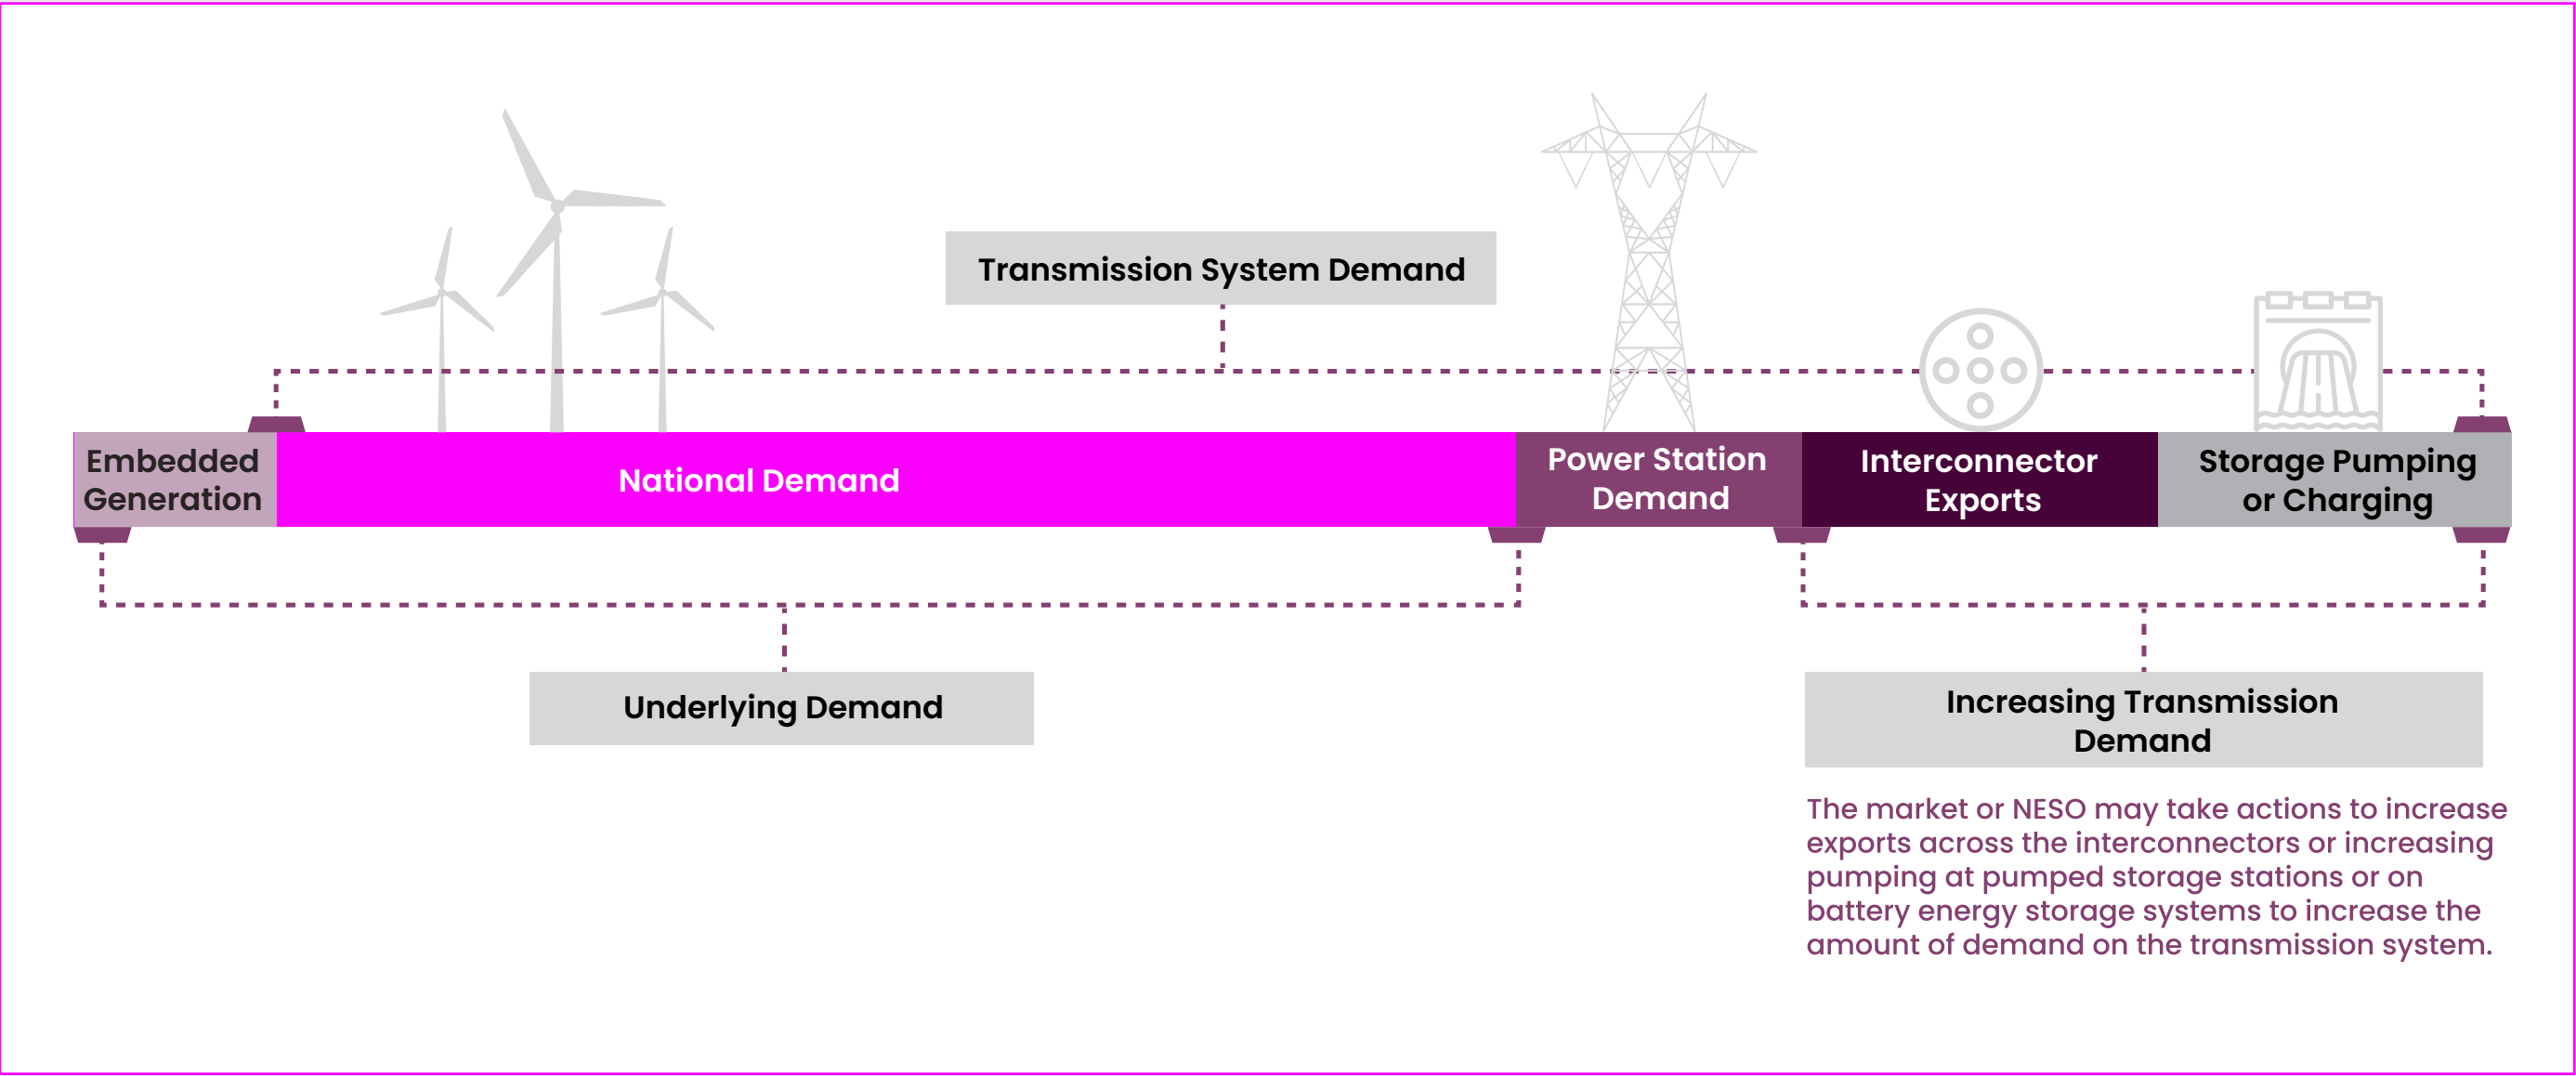 Transmission System Demand
Embedded
Generation
National Demand
Power Station
Demand
Interconnector
Exports
Storage Pumping
or Charging
Underlying Demand
Increasing Transmission
Demand
The market or NESO may take actions to increase
exports across the interconnectors or increasing
pumping at pumped storage stations or on
battery energy storage systems to increase the
amount of demand on the transmission system.